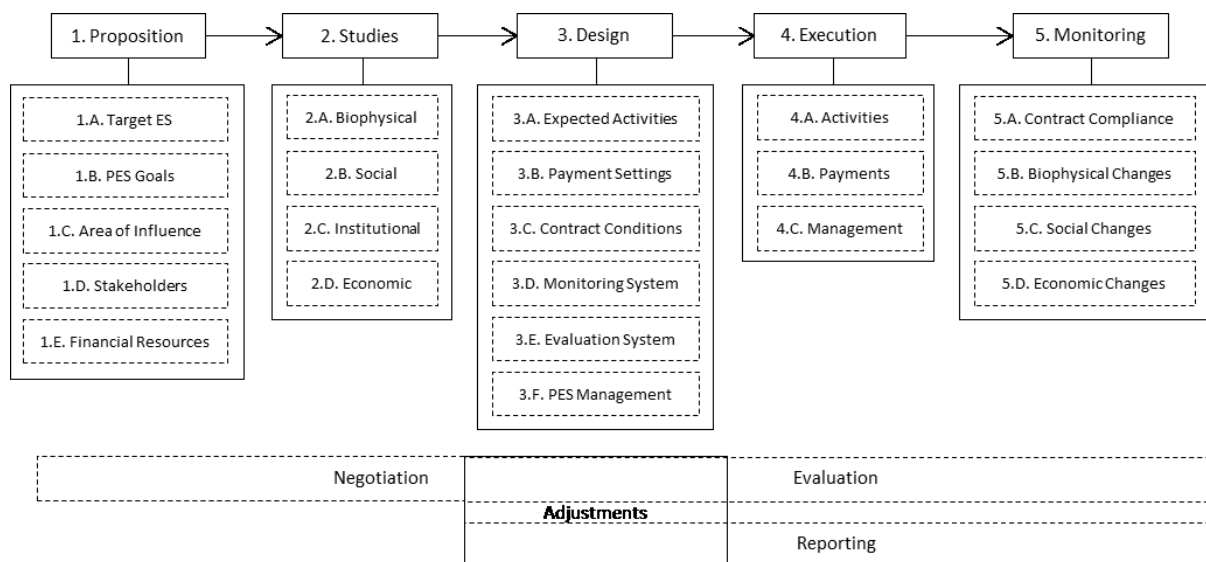 1. Proposition
2. Studies
3. Design
4. Execution
5. Monitoring
1.A. Target ES
1.B. PES Goals
1.C. Area of Influence
1.D. Stakeholders
1.E. Financial Resources
2.A. Biophysical
2.B. Social
2.C. Institutional
2.D. Economic
3.A. Expected Activities
3.B. Payment Settings
3.C. Contract Conditions
3.D. Monitoring System
3.E. Evaluation System
3.F. PES Management
4.A. Activities
4.B. Payments
4.C. Management
5.A. Contract Compliance
5.B. Biophysical Changes
5.C. Social Changes
5.D. Economic Changes
Negotiation
Evaluation
Adjustments
Reporting